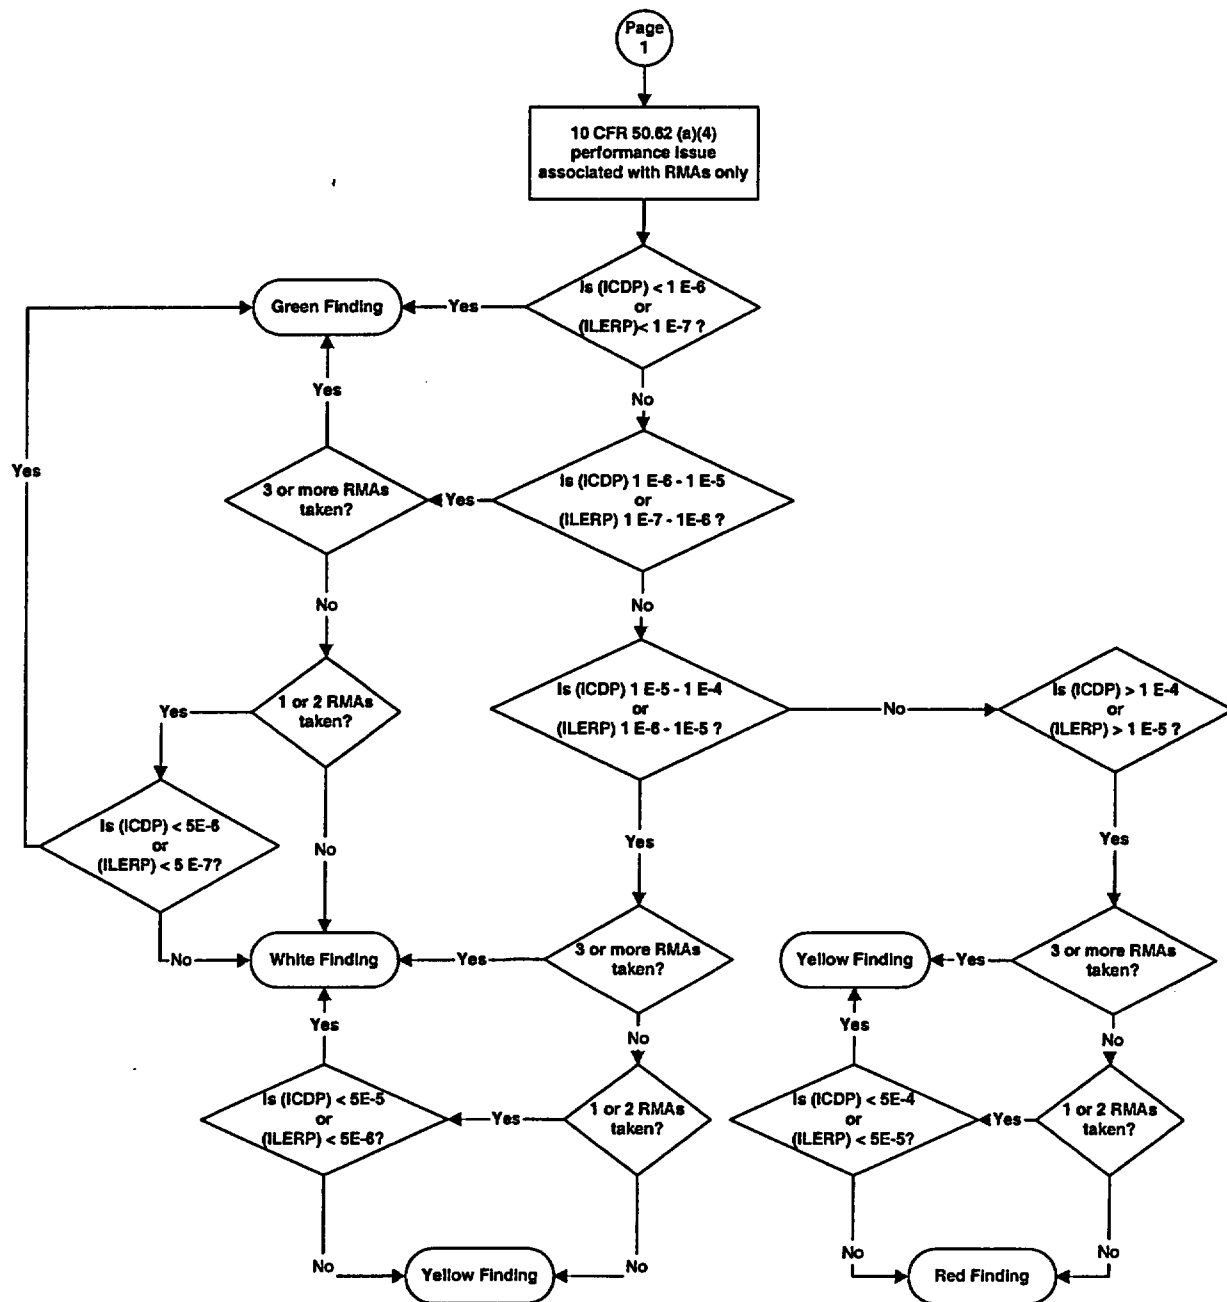 Page
1
10 CFR 50.62 (a)(4)
performance issue
associated with RMAs only
Is (ICDP) < 1 E-6
or
(ILERP)< 1 E-7 ?
Yes
Green Finding
No
Yes
Is (ICDP) 1 E-6 - 1 E-5
or
(ILERP) 1 E-7 - 1E-6 ?
Yes
3 or more RMAs
taken?
Yes
No
No
Is (ICDP) 1 E-5 - 1 E-4
or
(ILERP) 1 E-6 - 1E-5 ?
No
Is (ICDP) > 1 E-4
or
(ILERP) > 1 E-5 ?
1 or 2 RMAs
taken?
Yes
Is (ICDP) < 5E-6
or
(ILERP) < 5 E-7?
No
Yes
Yes
No
White Finding
Yes
3 or more RMAs
taken?
Yellow Finding
Yes
3 or more RMAs
taken?
Yes
No
Yes
No
Is (ICDP) < 5E-5
or
(ILERP) < 5E-6?
Yes
1 or 2 RMAs
taken?
Is (ICDP) < 5E-4
or
(ILERP) < 5E-5?
Yes
1 or 2 RMAs
taken?
No
Yellow Finding
No
No
Red Finding
No